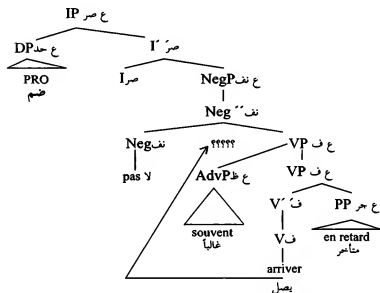 IP ع صر
DP ع حد I´´ صر
PRO I صر NegP ع نف
ضم
Neg´´ نف
Neg نف ????? VP ع ف
pas لا AdvP ع ظ VP ع ف
V´´ ف PP ع جر
souvent
غالباً V ف en retard
متأخر
arriver
يصل